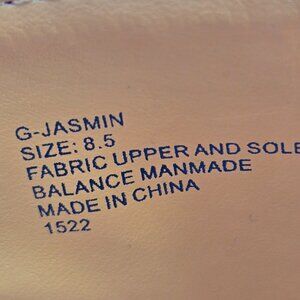 G-JASMIN
SIZE: 8.5
FABRIC UPPER AND SOLE
BALANCE MANMADE
MADE IN CHINA
1522